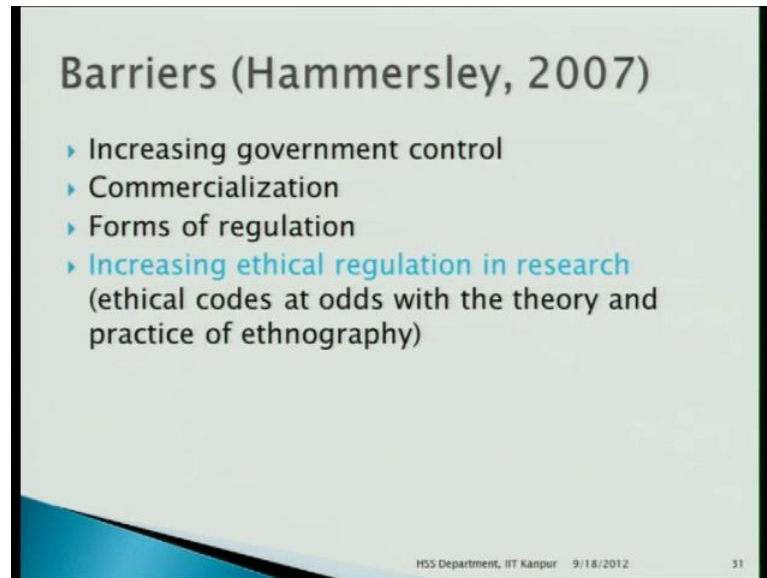 Barriers (Hammersley, 2007)
Increasing government control
Commercialization
Forms of regulation
Increasing ethical regulation in research
(ethical codes at odds with the theory and
practice of ethnography)
HSS Department, IIT Kanpur 9/18/2012 31